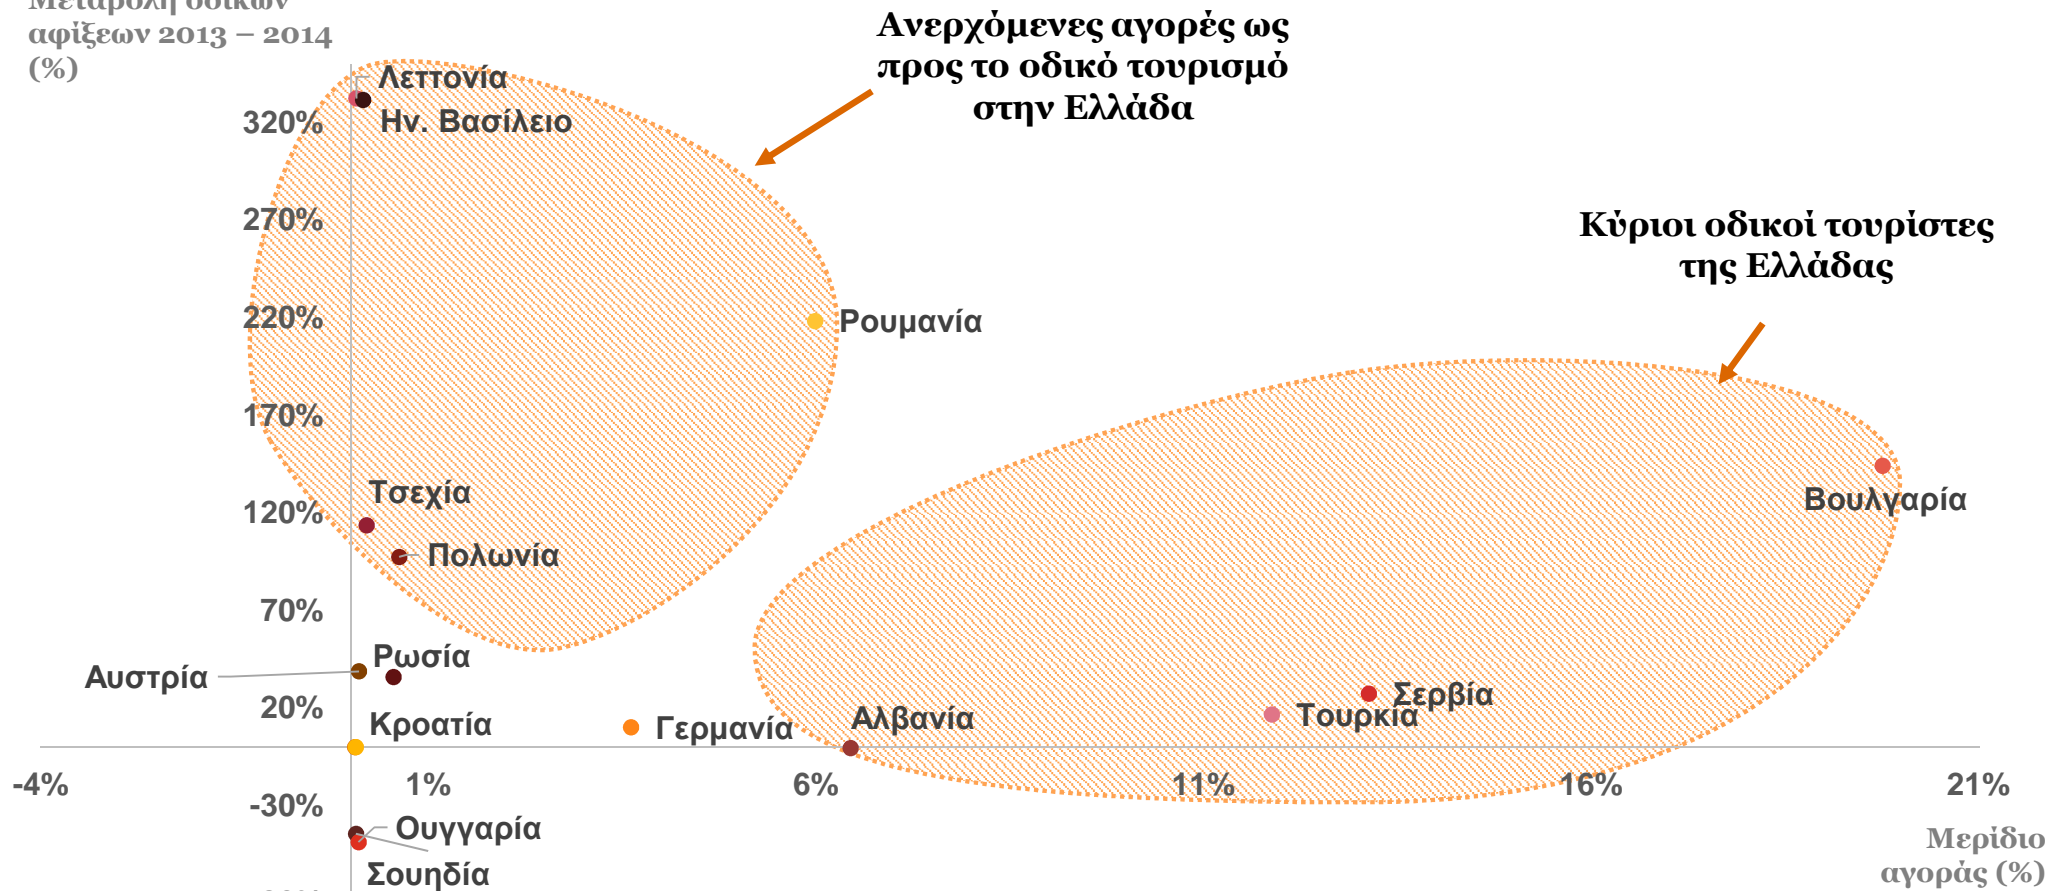 Μεταβολή οδικών
αφίξεων 2013 – 2014
(%)
Ανερχόμενες αγορές ως
προς το οδικό τουρισμό
στην Ελλάδα
Λεττονία
320%
Ην. Βασίλειο
270%
Κύριοι οδικοί τουρίστες
της Ελλάδας
220%
Ρουμανία
170%
Τσεχία
Βουλγαρία
120%
Πολωνία
70%
Ρωσία
Αυστρία
Σερβία
20%
Τουρκία
Αλβανία
Κροατία
Γερμανία
-4%
1%
6%
11%
16%
21%
-30%
Ουγγαρία
Σουηδία
Μερίδιο
αγοράς (%)